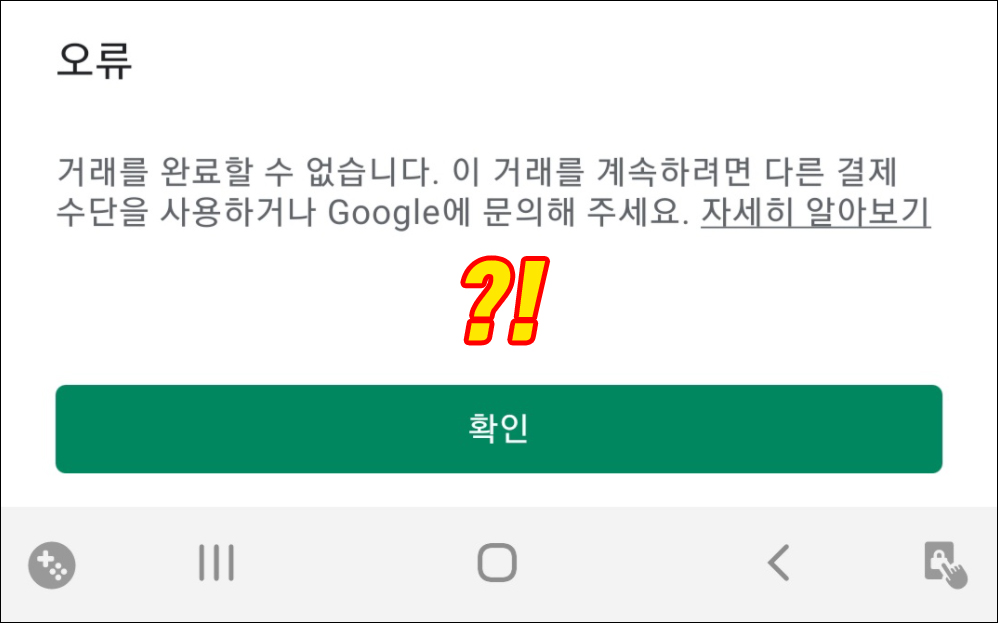 오류
거래를 완료할 수 없습니다. 이 거래를 계속하려면 다른 결제
수단을 사용하거나 Google에 문의해 주세요. 자세히 알아보기
?!
확인